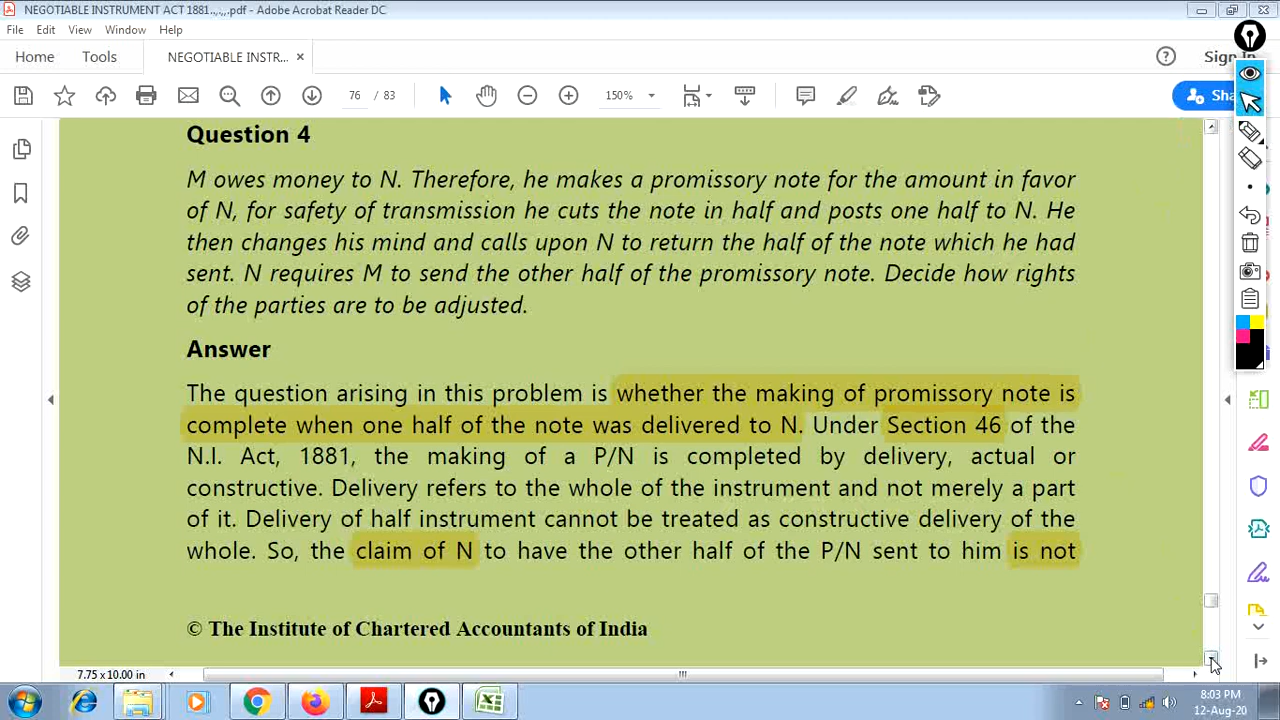 NEGOTIABLE INSTRUMENT ACT 1881..,.,,.pdf - Adobe Acrobat Reader DC
File Edit View Window Help
Home Tools NEGOTIABLE INSTR... × Sign In
76 / 83 150% Sha
Question 4
M owes money to N. Therefore, he makes a promissory note for the amount in favor
of N, for safety of transmission he cuts the note in half and posts one half to N. He
then changes his mind and calls upon N to return the half of the note which he had
sent. N requires M to send the other half of the promissory note. Decide how rights
of the parties are to be adjusted.
Answer
The question arising in this problem is whether the making of promissory note is
complete when one half of the note was delivered to N. Under Section 46 of the
N.I. Act, 1881, the making of a P/N is completed by delivery, actual or
constructive. Delivery refers to the whole of the instrument and not merely a part
of it. Delivery of half instrument cannot be treated as constructive delivery of the
whole. So, the claim of N to have the other half of the P/N sent to him is not
© The Institute of Chartered Accountants of India
7.75 x 10.00 in
8:03 PM
12-Aug-20